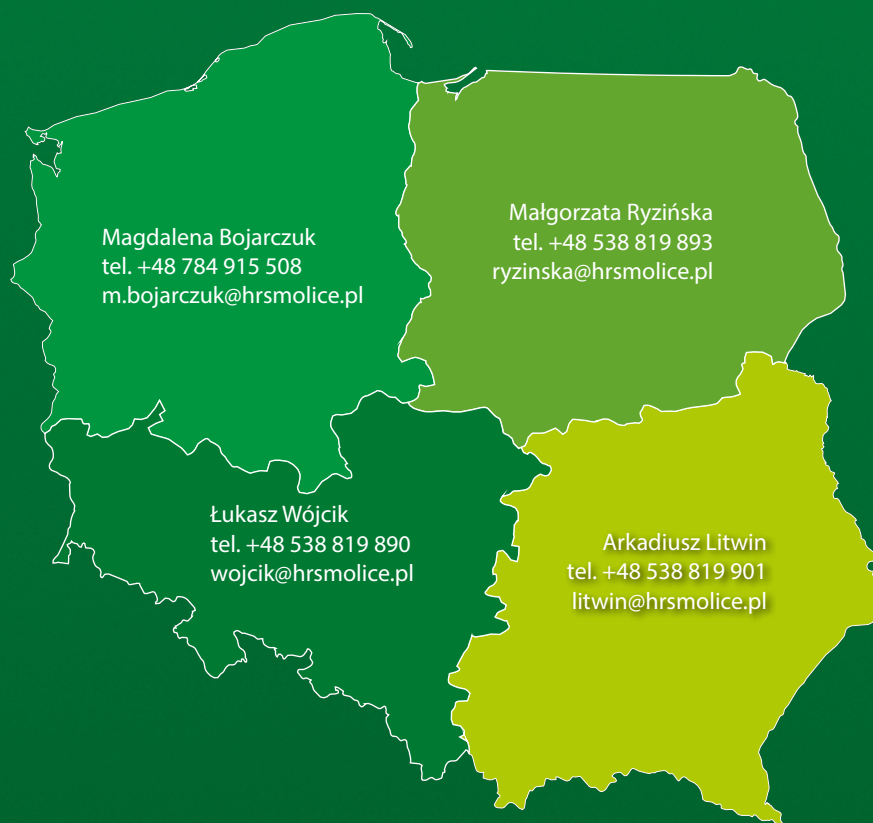 Magdalena Bojarczuk
tel. +48 784 915 508
m.bojarczuk@hrsmolice.pl
Małgorzata Ryzińska
tel. +48 538 819 893
ryzinska@hrsmolice.pl
Łukasz Wójcik
tel. +48 538 819 890
wojcik@hrsmolice.pl
Arkadiusz Litwin
tel. +48 538 819 901
litwin@hrsmolice.pl